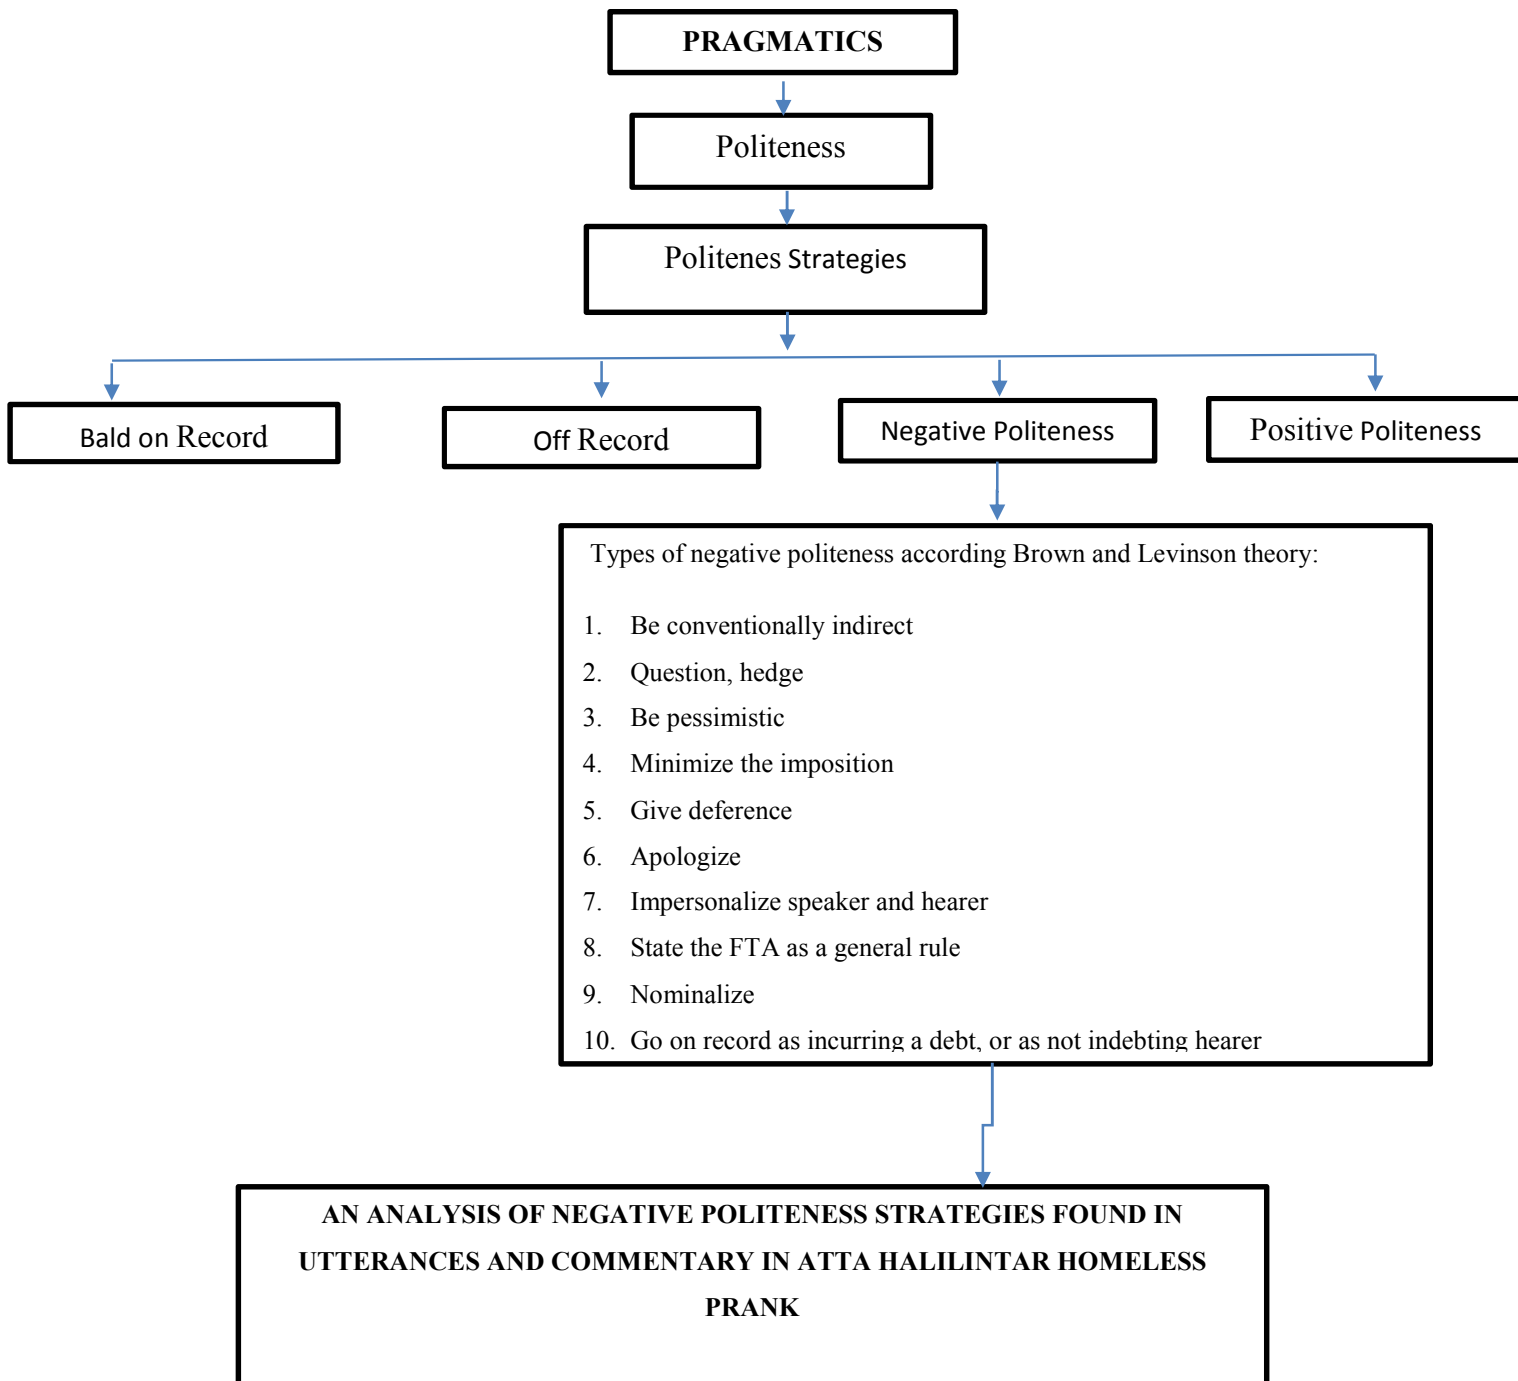 PRAGMATICS
Politeness
Politenes Strategies
Bald on Record
Off Record
Negative Politeness
Positive Politeness
Types of negative politeness according Brown and Levinson theory:
1. Be conventionally indirect
2. Question, hedge
3. Be pessimistic
4. Minimize the imposition
5. Give deference
6. Apologize
7. Impersonalize speaker and hearer
8. State the FTA as a general rule
9. Nominalize
10. Go on record as incurring a debt, or as not indebting hearer
AN ANALYSIS OF NEGATIVE POLITENESS STRATEGIES FOUND IN
UTTERANCES AND COMMENTARY IN ATTA HALILINTAR HOMELESS
PRANK